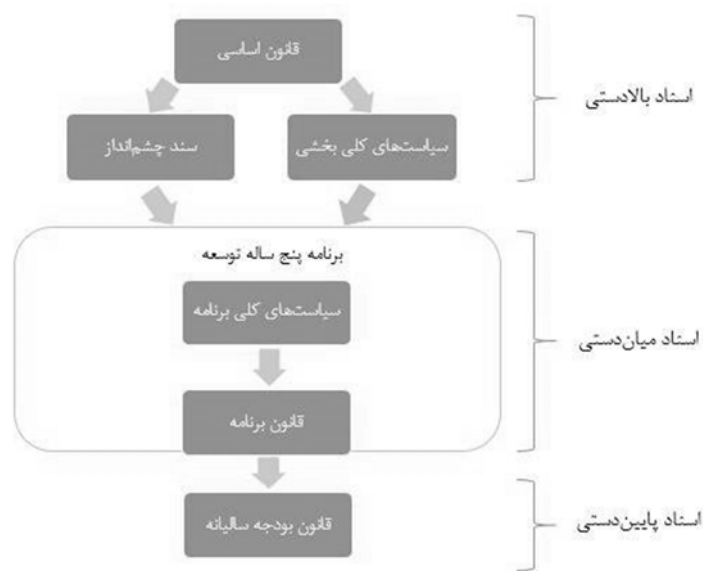 قانون اساسی
اسناد بالادستی
سیاست‌های کلی بخشی
سند چشم‌انداز
برنامه پنج ساله توسعه
سیاست‌های کلی برنامه
اسناد میان‌دستی
قانون برنامه
قانون بودجه سالیانه
اسناد پایین‌دستی